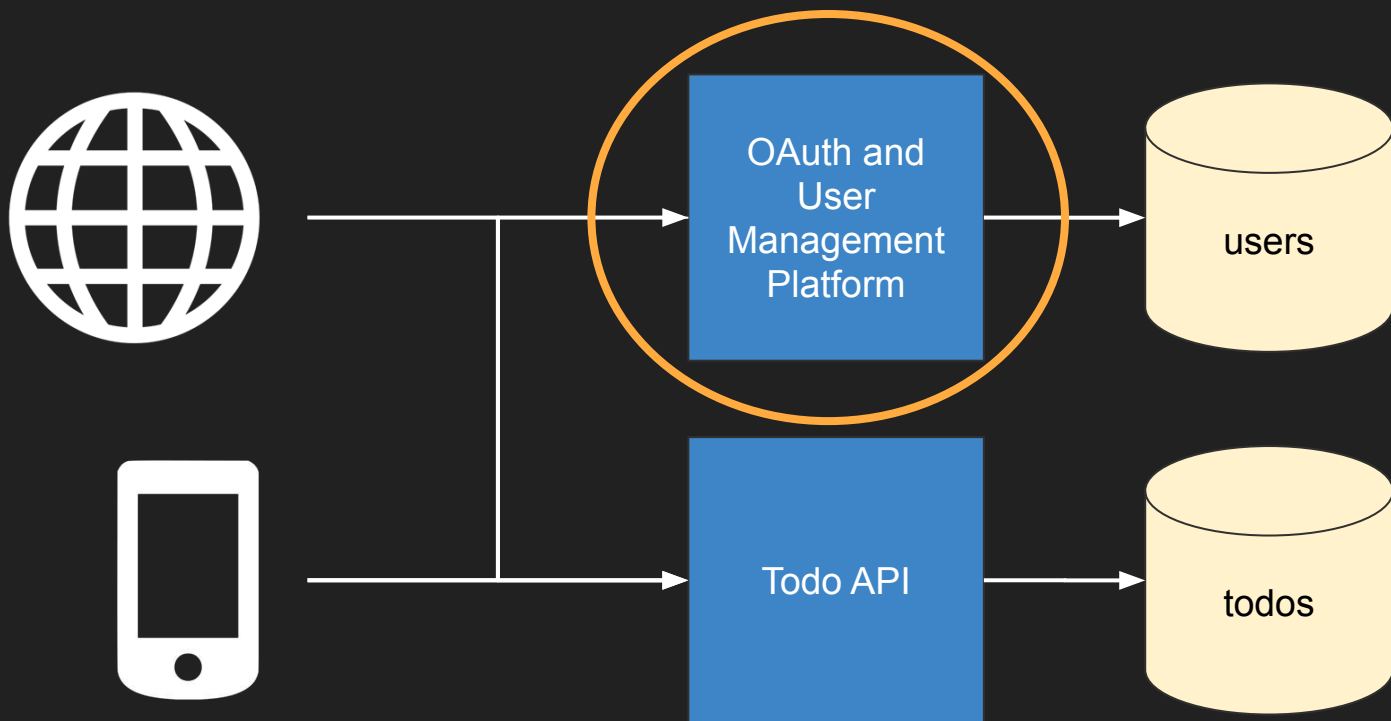 OAuth and
User
Management
Platform
users
Todo API
todos